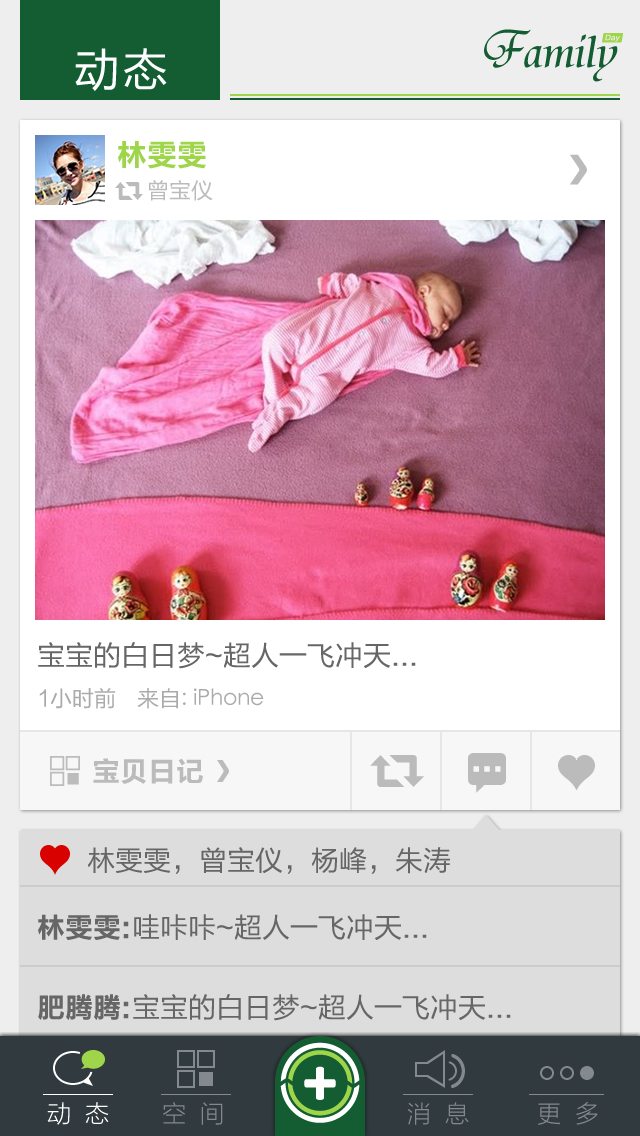 动态
Family Day
林雯雯
曾宝仪
宝宝的白日梦~超人一飞冲天...
1小时前 来自: iPhone
宝贝日记
林雯雯，曾宝仪，杨峰，朱涛
林雯雯:哇咔咔~超人一飞冲天...
肥腾腾:宝宝的白日梦~超人一飞冲天...
动态 空间 消息 更多